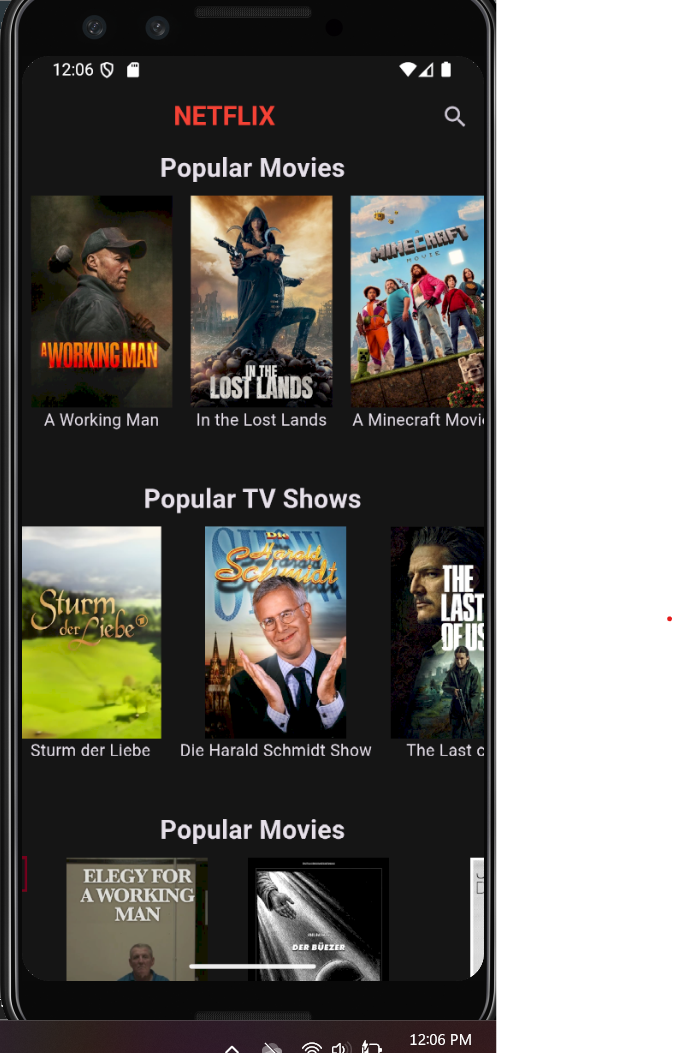 12:06
NETFLIX
Popular Movies
A WORKING MAN
IN THE
LOST LANDS
A
MINECRAFT
MOVIE
A Working Man
In the Lost Lands
A Minecraft Movi
Popular TV Shows
Sturm
der Liebe
Die
Harald
Schmidt
SHOW
THE
LAST
OF US
Sturm der Liebe
Die Harald Schmidt Show
The Last o
Popular Movies
ELEGY FOR
A WORKING
MAN
DER BÜEZER
12:06 PM